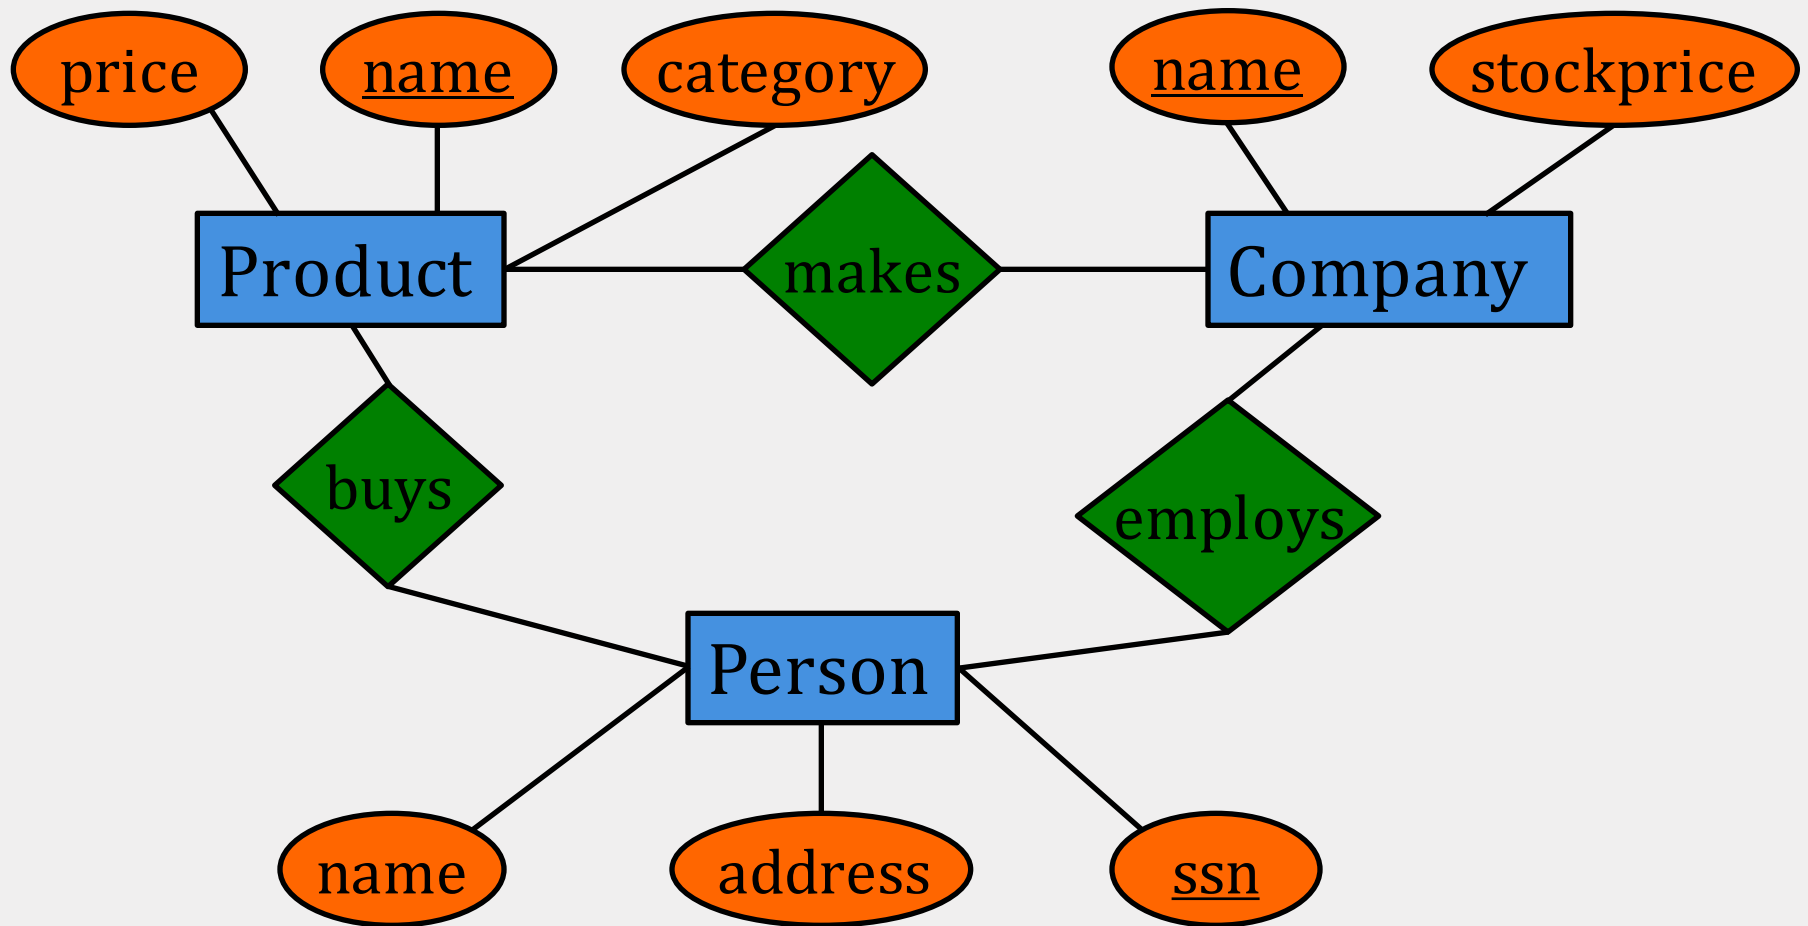 price
name
category
name
stockprice
Product
makes
Company
buys
employs
Person
name
address
ssn